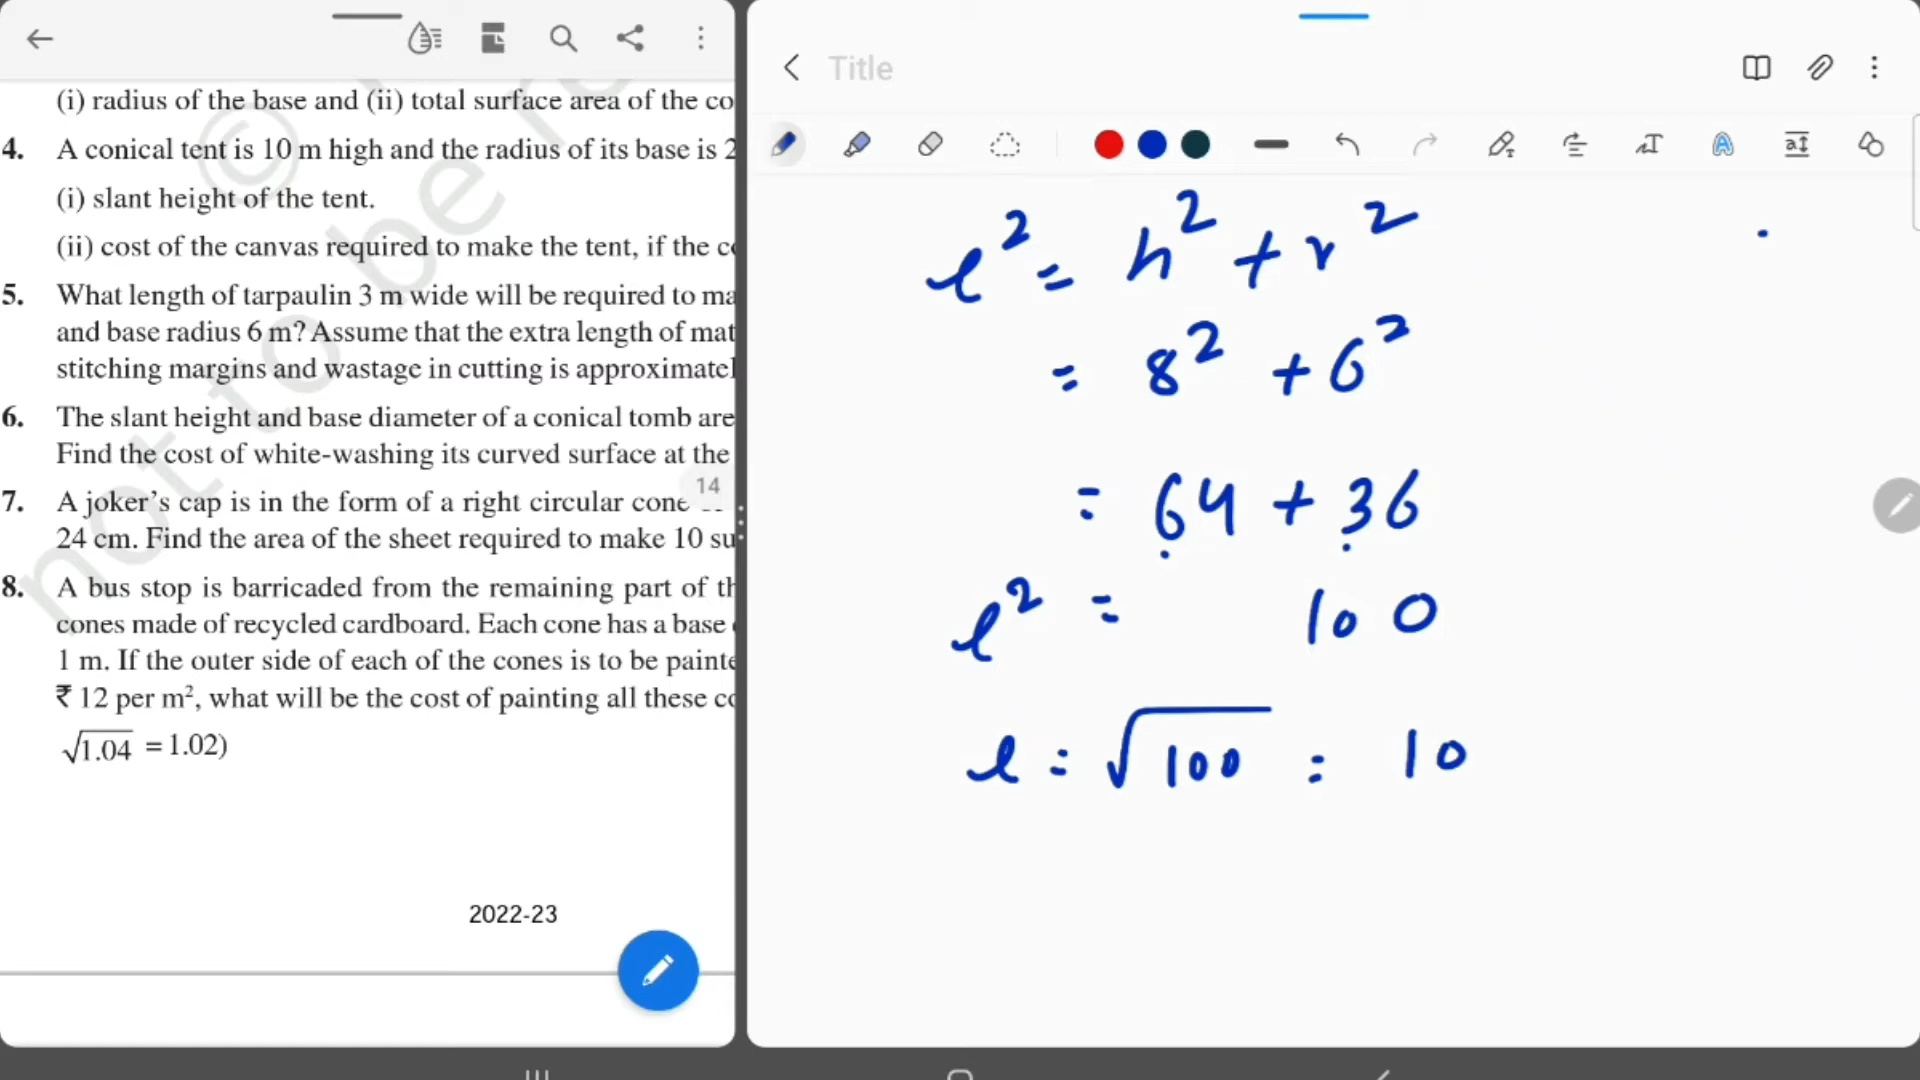 (i) radius of the base and (ii) total surface area of the co
4. A conical tent is 10 m high and the radius of its base is 2
(i) slant height of the tent.
(ii) cost of the canvas required to make the tent, if the co
5. What length of tarpaulin 3 m wide will be required to ma
and base radius 6 m? Assume that the extra length of mat
stitching margins and wastage in cutting is approximatel
6. The slant height and base diameter of a conical tomb are
Find the cost of white-washing its curved surface at the
7. A joker's cap is in the form of a right circular cone
14
24 cm. Find the area of the sheet required to make 10 su
8. A bus stop is barricaded from the remaining part of th
cones made of recycled cardboard. Each cone has a base
1 m. If the outer side of each of the cones is to be painte
₹ 12 per m², what will be the cost of painting all these co
√1.04 = 1.02)
2022-23
© not to be re
Title
l² = h² + r²
= 8² + 6²
= 64 + 36
l² = 100
l = √100 = 10